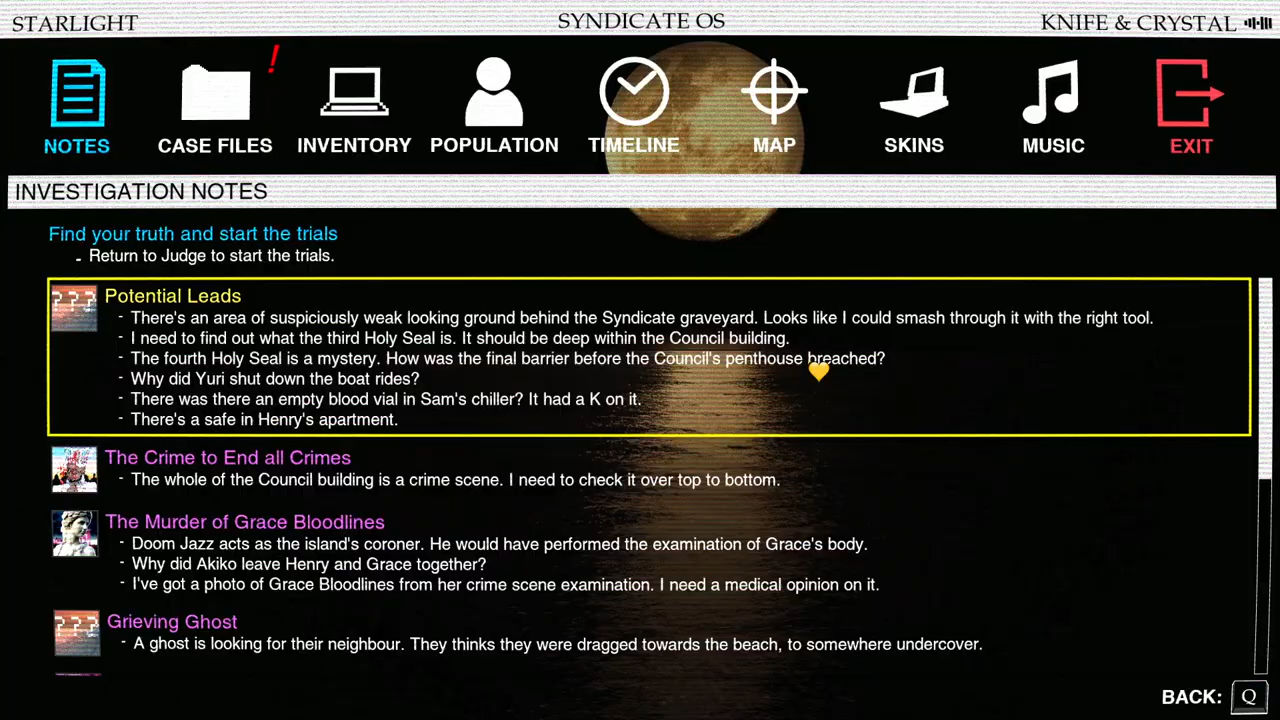 STARLIGHT
SYNDICATE OS
KNIFE & CRYSTAL
!
NOTES
CASE FILES
INVENTORY
POPULATION
TIMELINE
MAP
SKINS
MUSIC
EXIT
INVESTIGATION NOTES
Find your truth and start the trials
- Return to Judge to start the trials.
???
Potential Leads
- There's an area of suspiciously weak looking ground behind the Syndicate graveyard. Looks like I could smash through it with the right tool.
- I need to find out what the third Holy Seal is. It should be deep within the Council building.
- The fourth Holy Seal is a mystery. How was the final barrier before the Council's penthouse breached?
- Why did Yuri shut down the boat rides?
- There was there an empty blood vial in Sam's chiller? It had a K on it.
- There's a safe in Henry's apartment.
The Crime to End all Crimes
- The whole of the Council building is a crime scene. I need to check it over top to bottom.
The Murder of Grace Bloodlines
- Doom Jazz acts as the island's coroner. He would have performed the examination of Grace's body.
- Why did Akiko leave Henry and Grace together?
- I've got a photo of Grace Bloodlines from her crime scene examination. I need a medical opinion on it.
???
Grieving Ghost
- A ghost is looking for their neighbour. They thinks they were dragged towards the beach, to somewhere undercover.
BACK: Q